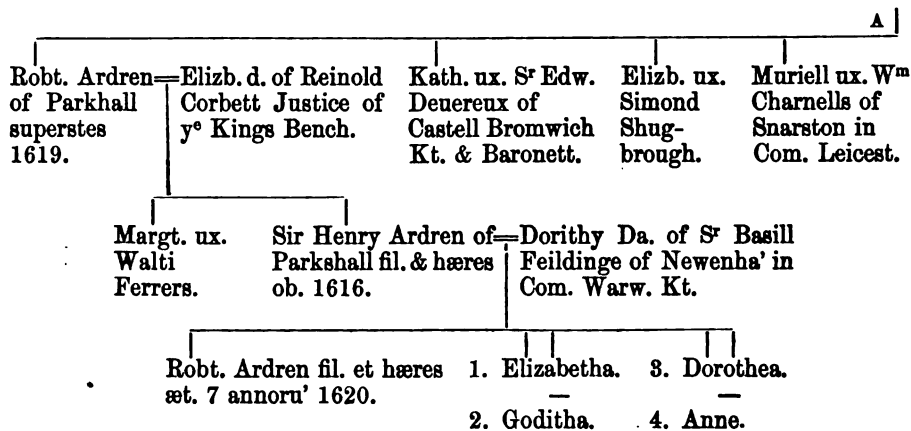 A
Robt. Ardren=Elizb. d. of Reinold
of Parkhall Corbett Justice of
superstes yᵉ Kings Bench.
1619.
Kath. ux. Sʳ Edw.
Deuereux of
Castell Bromwich
Kt. & Baronett.
Elizb. ux.
Simond
Shug-
brough.
Muriell ux. Wᵐ
Charnells of
Snarston in
Com. Leicest.
Margt. ux.
Walti
Ferrers.
Sir Henry Ardren of=Dorithy Da. of Sʳ Basill
Parkshall fil. & hæres Feildinge of Newenha' in
ob. 1616. Com. Warw. Kt.
Robt. Ardren fil. et hæres
æt. 7 annoru' 1620.
1. Elizabetha.
2. Goditha.
3. Dorothea.
4. Anne.